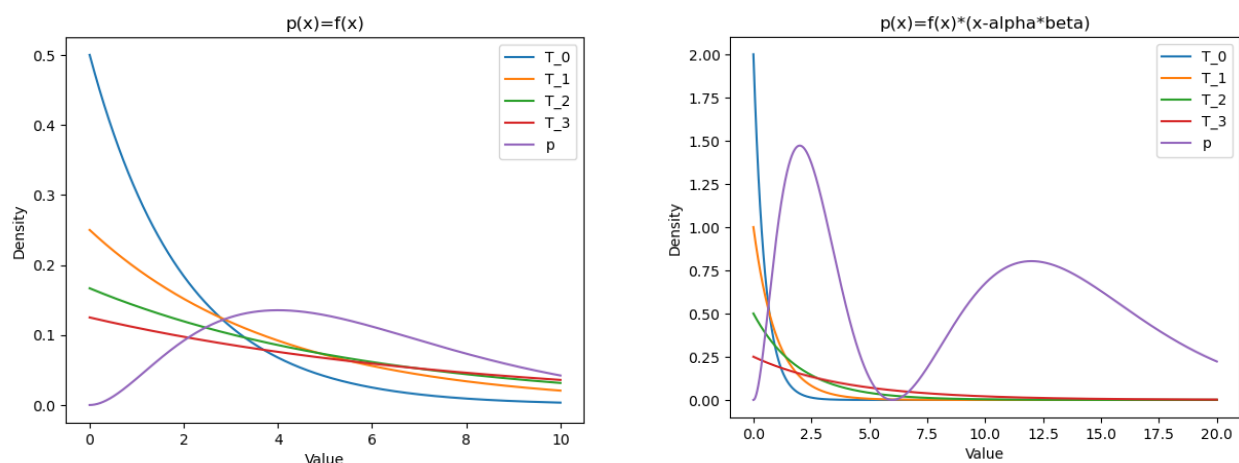 p(x)=f(x)
0.5
0.4
0.3
0.2
0.1
0.0
Density
0
2
4
6
8
10
Value
T_0
T_1
T_2
T_3
p
p(x)=f(x)*(x-alpha*beta)
2.00
1.75
1.50
1.25
1.00
0.75
0.50
0.25
0.00
Density
0.0
2.5
5.0
7.5
10.0
12.5
15.0
17.5
20.0
Value
T_0
T_1
T_2
T_3
p